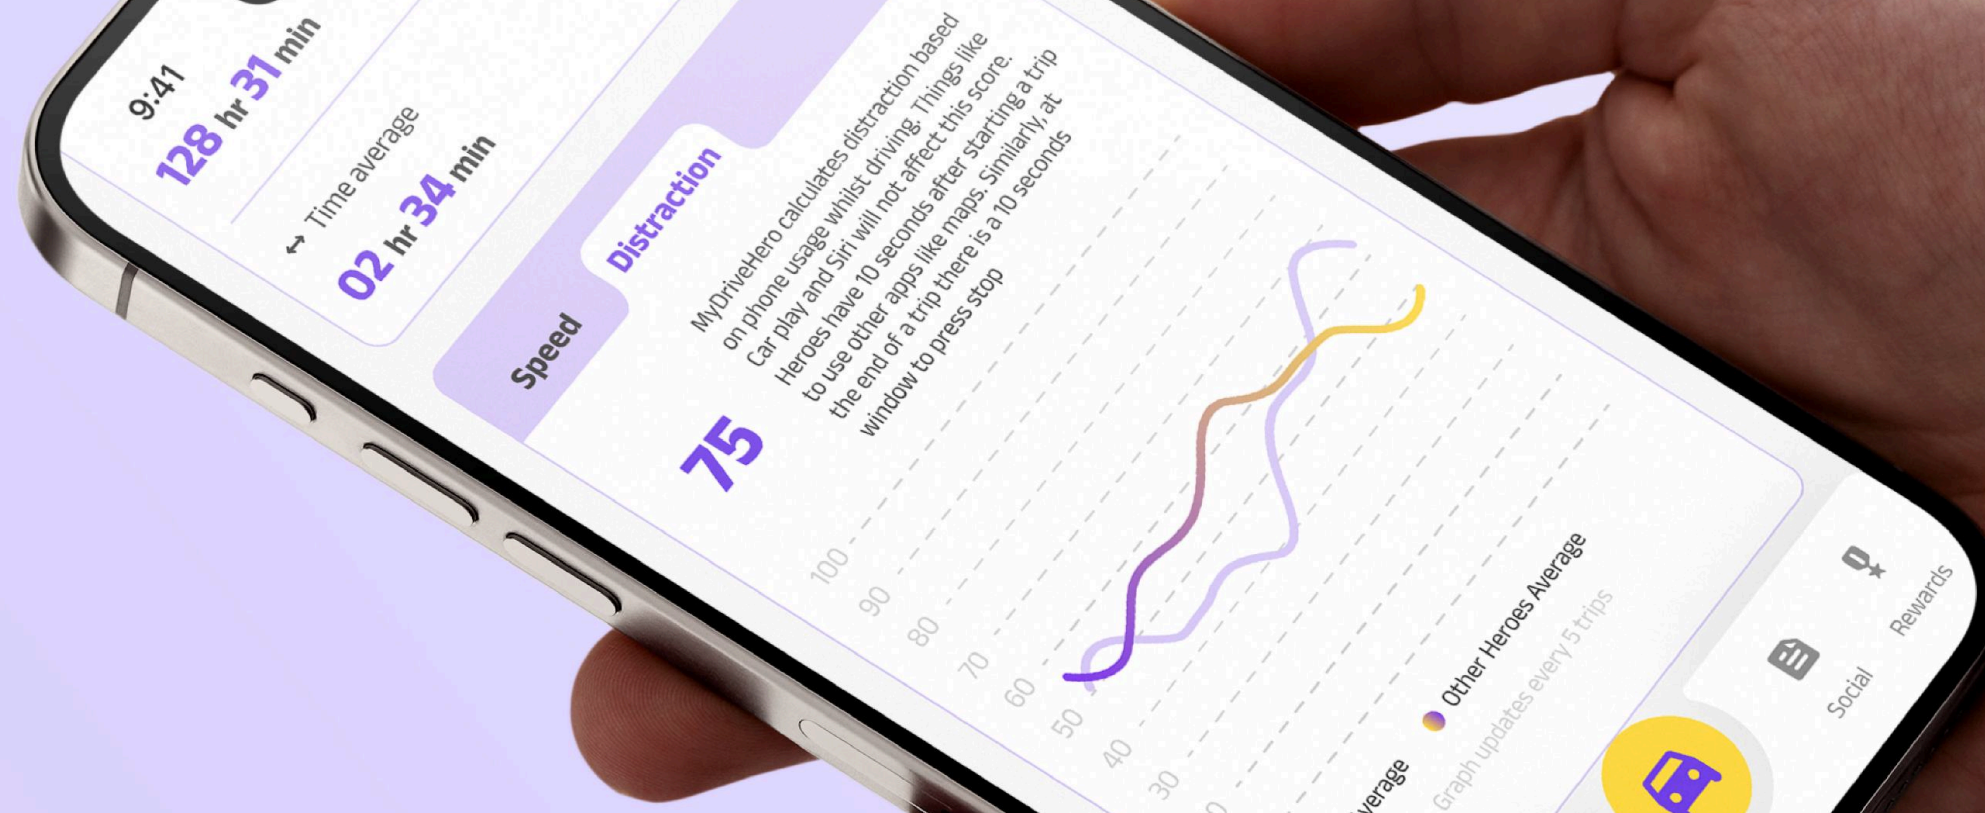 9:41
128 hr 31 min
Time average
02 hr 34 min
Speed
Distraction
75
MyDriveHero calculates distraction based
on phone usage whilst driving. Things like
Car play and Siri will not affect this score.
Heroes have 10 seconds after starting a trip
to use other apps like maps. Similarly, at
the end of a trip there is a 10 seconds
window to press stop
100
90
80
70
60
50
40
30
Other Heroes Average
Graph updates every 5 trips
Social
Rewards